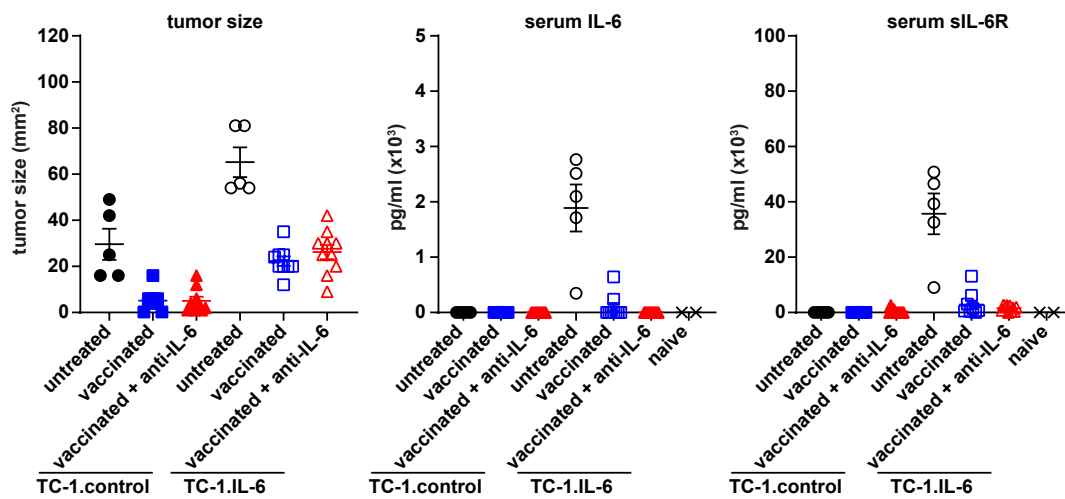 tumor size
tumor size (mm²)
120
100
80
60
40
20
0
untreated
vaccinated
vaccinated + anti-IL-6
untreated
vaccinated
vaccinated + anti-IL-6
TC-1.control
TC-1.IL-6
serum IL-6
pg/ml (x10³)
5
4
3
2
1
0
untreated
vaccinated
vaccinated + anti-IL-6
untreated
vaccinated
vaccinated + anti-IL-6
naive
TC-1.control
TC-1.IL-6
serum sIL-6R
pg/ml (x10³)
100
80
60
40
20
0
untreated
vaccinated
vaccinated + anti-IL-6
untreated
vaccinated
vaccinated + anti-IL-6
naive
TC-1.control
TC-1.IL-6